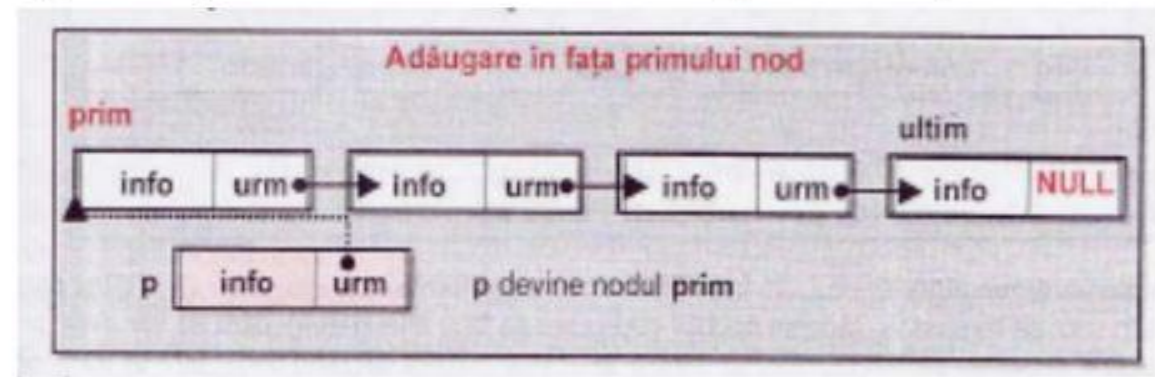 Adăugare în fața primului nod
prim
ultim
info urm info urm info urm info NULL
p info urm p devine nodul prim